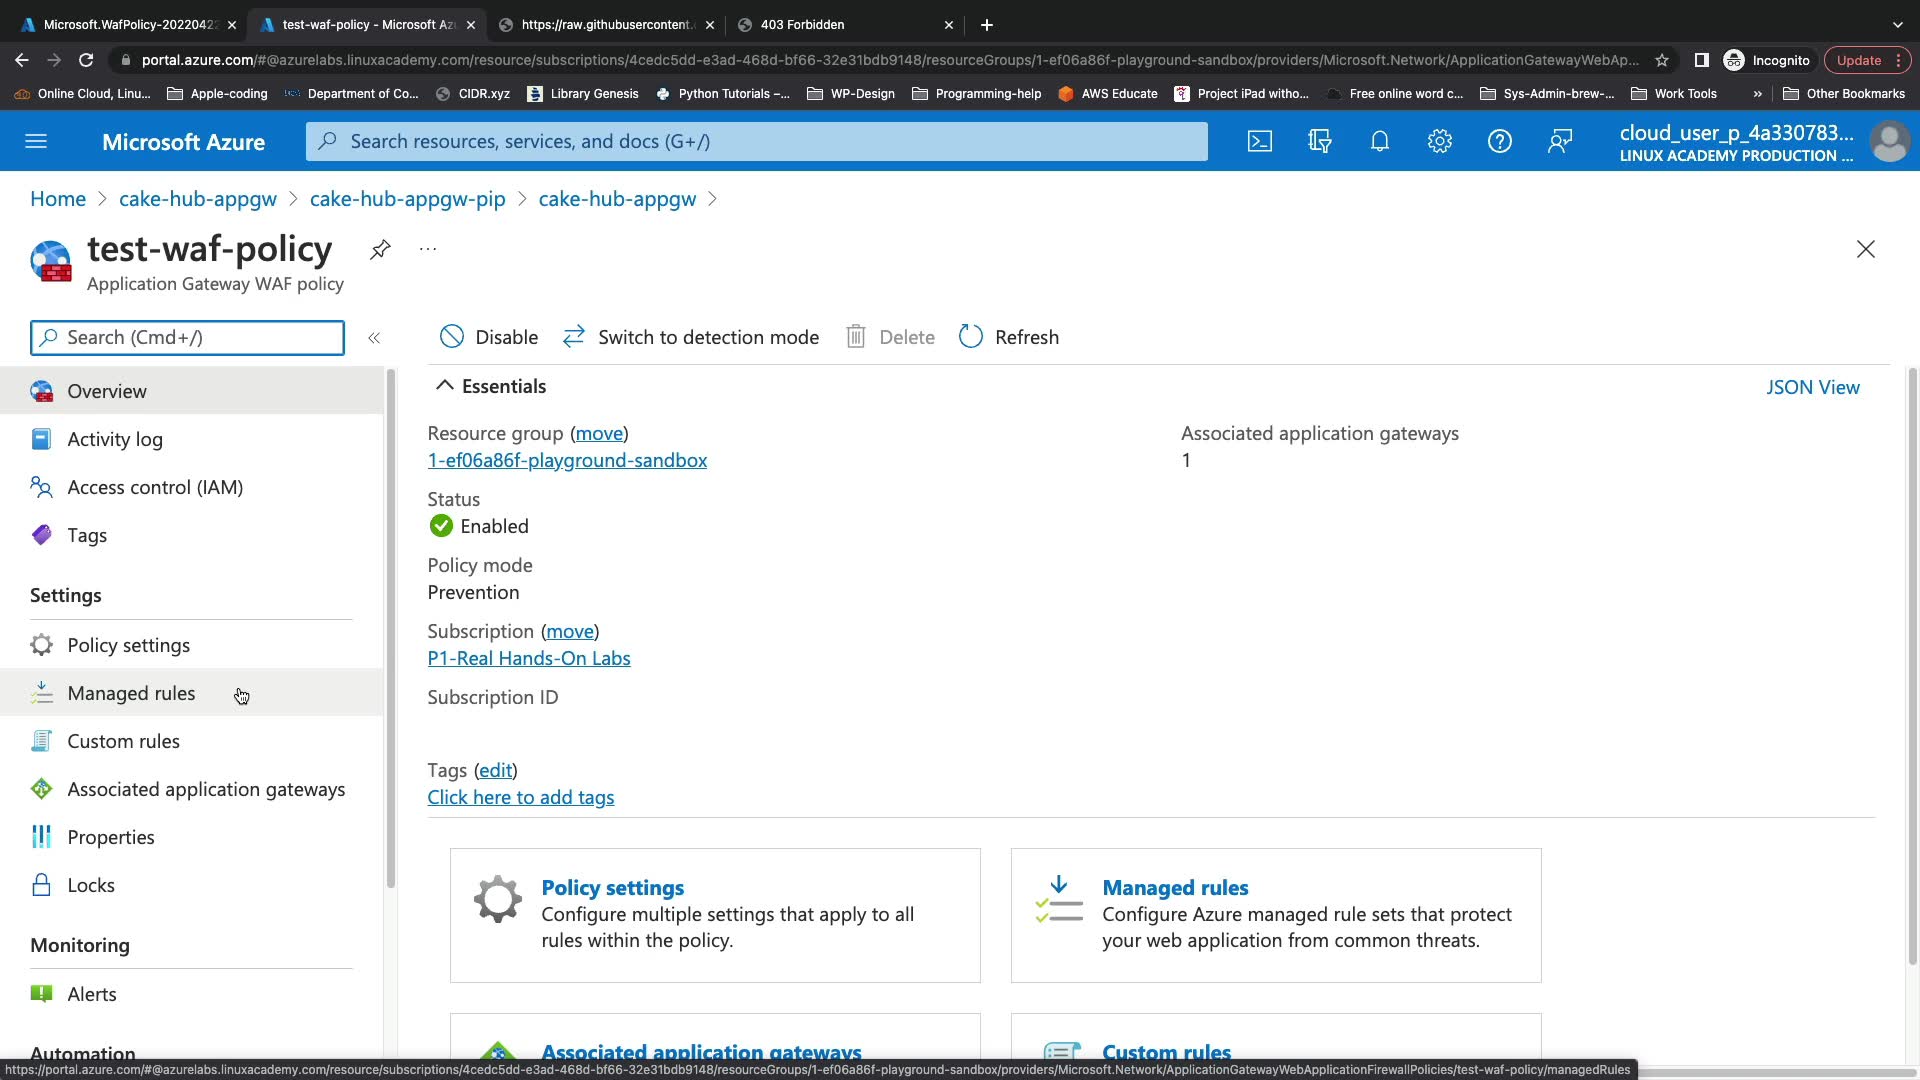 Microsoft.WafPolicy-20220422
test-waf-policy - Microsoft Azu
https://raw.githubusercontent.
403 Forbidden
portal.azure.com/#@azurelabs.linuxacademy.com/resource/subscriptions/4cedc5dd-e3ad-468d-bf66-32e31bdb9148/resourceGroups/1-ef06a86f-playground-sandbox/providers/Microsoft.Network/ApplicationGatewayWebAp...
Incognito
Update
Online Cloud, Linu...
Apple-coding
Department of Co...
CIDR.xyz
Library Genesis
Python Tutorials –...
WP-Design
Programming-help
AWS Educate
Project iPad witho...
Free online word c...
Sys-Admin-brew-...
Work Tools
»
Other Bookmarks
Microsoft Azure
Search resources, services, and docs (G+/)
cloud_user_p_4a330783...
LINUX ACADEMY PRODUCTION ...
Home > cake-hub-appgw > cake-hub-appgw-pip > cake-hub-appgw >
test-waf-policy
...
Application Gateway WAF policy
Search (Cmd+/)
«
Disable
Switch to detection mode
Delete
Refresh
Overview
Activity log
Access control (IAM)
Tags
Settings
Policy settings
Managed rules
Custom rules
Associated application gateways
Properties
Locks
Monitoring
Alerts
Automation
Essentials
JSON View
Resource group (move)
1-ef06a86f-playground-sandbox
Associated application gateways
1
Status
Enabled
Policy mode
Prevention
Subscription (move)
P1-Real Hands-On Labs
Subscription ID
Tags (edit)
Click here to add tags
Policy settings
Configure multiple settings that apply to all
rules within the policy.
Managed rules
Configure Azure managed rule sets that protect
your web application from common threats.
Associated application gateways
Custom rules
https://portal.azure.com/#@azurelabs.linuxacademy.com/resource/subscriptions/4cedc5dd-e3ad-468d-bf66-32e31bdb9148/resourceGroups/1-ef06a86f-playground-sandbox/providers/Microsoft.Network/ApplicationGatewayWebApplicationFirewallPolicies/test-waf-policy/managedRules